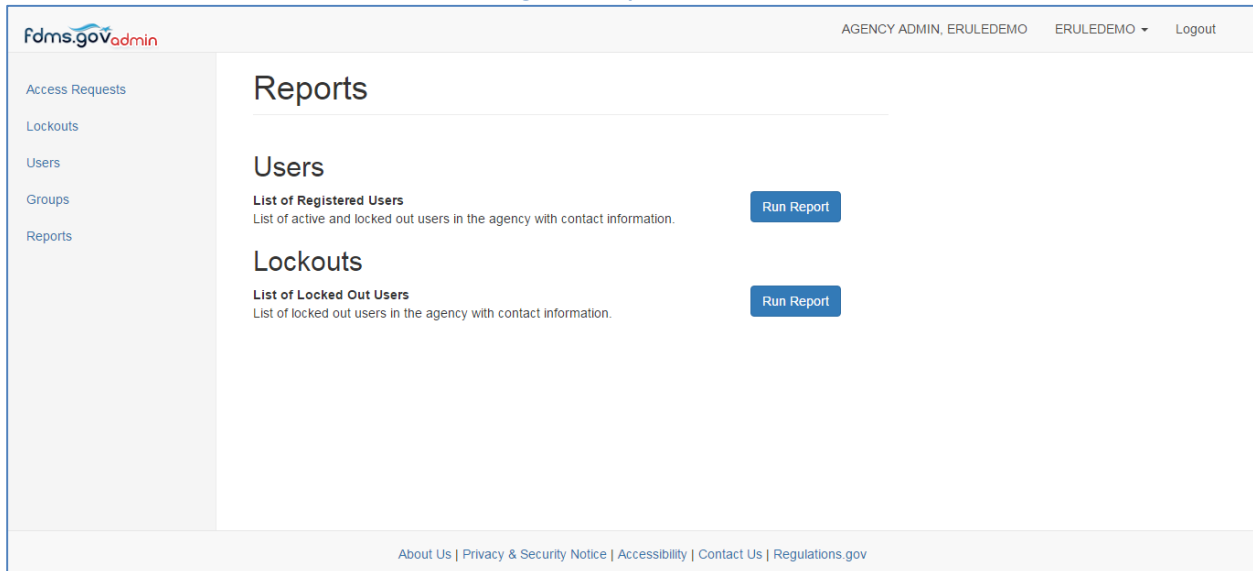 fdms.govadmin
AGENCY ADMIN, ERULEDEMO ERULEDEMO Logout
Access Requests
Lockouts
Users
Groups
Reports
Reports
Users
List of Registered Users
List of active and locked out users in the agency with contact information.
Run Report
Lockouts
List of Locked Out Users
List of locked out users in the agency with contact information.
Run Report
About Us | Privacy & Security Notice | Accessibility | Contact Us | Regulations.gov